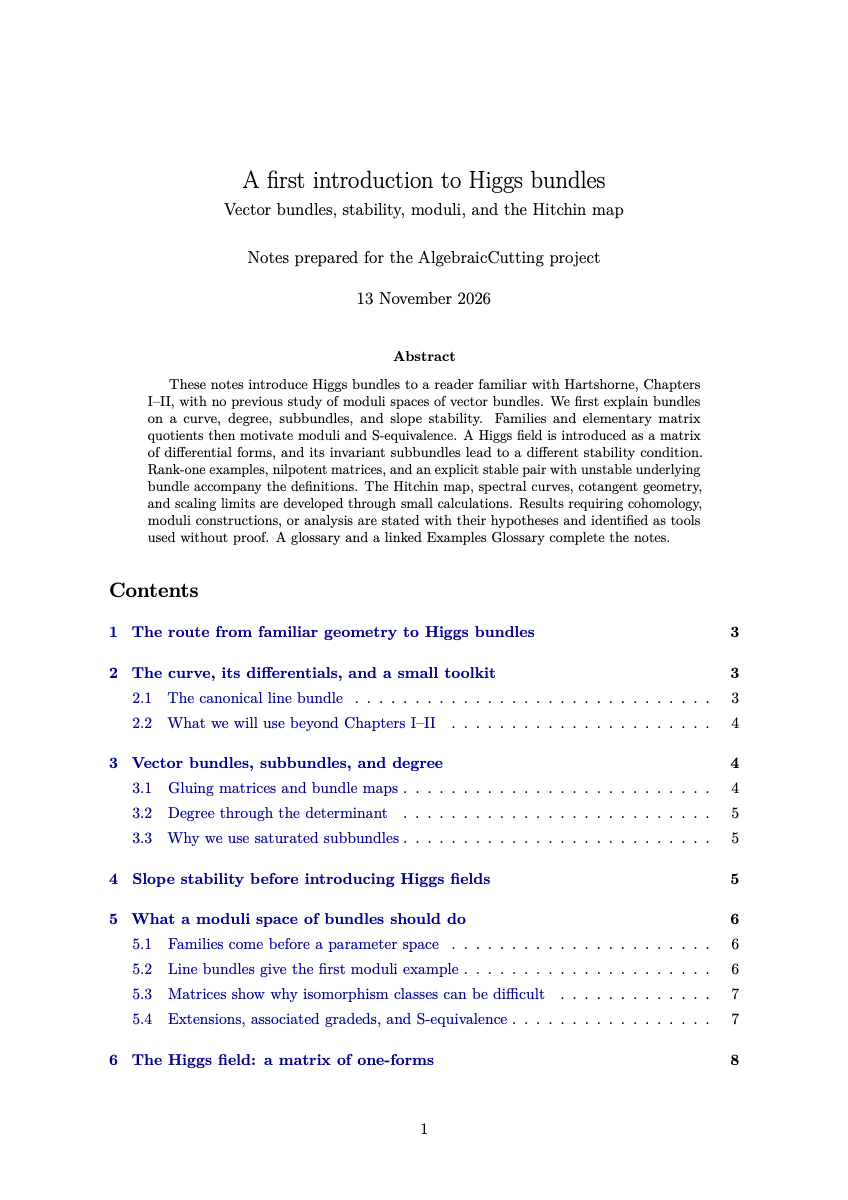 A first introduction to Higgs bundles
Vector bundles, stability, moduli, and the Hitchin map
Notes prepared for the AlgebraicCutting project
13 November 2026
Abstract
These notes introduce Higgs bundles to a reader familiar with Hartshorne, Chapters
I–II, with no previous study of moduli spaces of vector bundles. We first explain bundles
on a curve, degree, subbundles, and slope stability. Families and elementary matrix
quotients then motivate moduli and S-equivalence. A Higgs field is introduced as a matrix
of differential forms, and its invariant subbundles lead to a different stability condition.
Rank-one examples, nilpotent matrices, and an explicit stable pair with unstable underlying
bundle accompany the definitions. The Hitchin map, spectral curves, cotangent geometry,
and scaling limits are developed through small calculations. Results requiring cohomology,
moduli constructions, or analysis are stated with their hypotheses and identified as tools
used without proof. A glossary and a linked Examples Glossary complete the notes.
Contents
1 The route from familiar geometry to Higgs bundles 3
2 The curve, its differentials, and a small toolkit 3
2.1 The canonical line bundle . . . . . . . . . . . . . . . . . . . . . . . . . . . . . . 3
2.2 What we will use beyond Chapters I–II . . . . . . . . . . . . . . . . . . . . . . 4
3 Vector bundles, subbundles, and degree 4
3.1 Gluing matrices and bundle maps . . . . . . . . . . . . . . . . . . . . . . . . . . 4
3.2 Degree through the determinant . . . . . . . . . . . . . . . . . . . . . . . . . . 5
3.3 Why we use saturated subbundles . . . . . . . . . . . . . . . . . . . . . . . . . . 5
4 Slope stability before introducing Higgs fields 5
5 What a moduli space of bundles should do 6
5.1 Families come before a parameter space . . . . . . . . . . . . . . . . . . . . . . 6
5.2 Line bundles give the first moduli example . . . . . . . . . . . . . . . . . . . . . 6
5.3 Matrices show why isomorphism classes can be difficult . . . . . . . . . . . . . 7
5.4 Extensions, associated gradeds, and S-equivalence . . . . . . . . . . . . . . . . . 7
6 The Higgs field: a matrix of one-forms 8
1